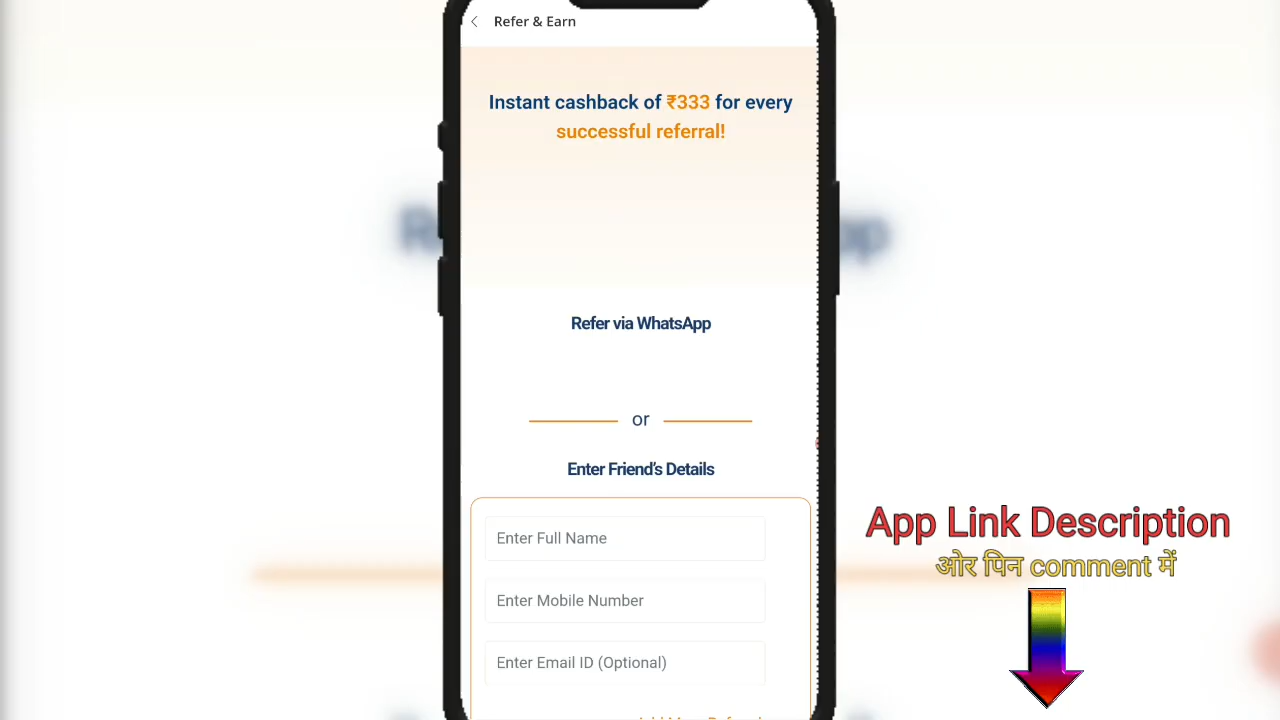 Refer & Earn
Instant cashback of ₹333 for every
successful referral!
Refer via WhatsApp
or
Enter Friend's Details
Enter Full Name
Enter Mobile Number
Enter Email ID (Optional)
App Link Description
ओर पिन comment में